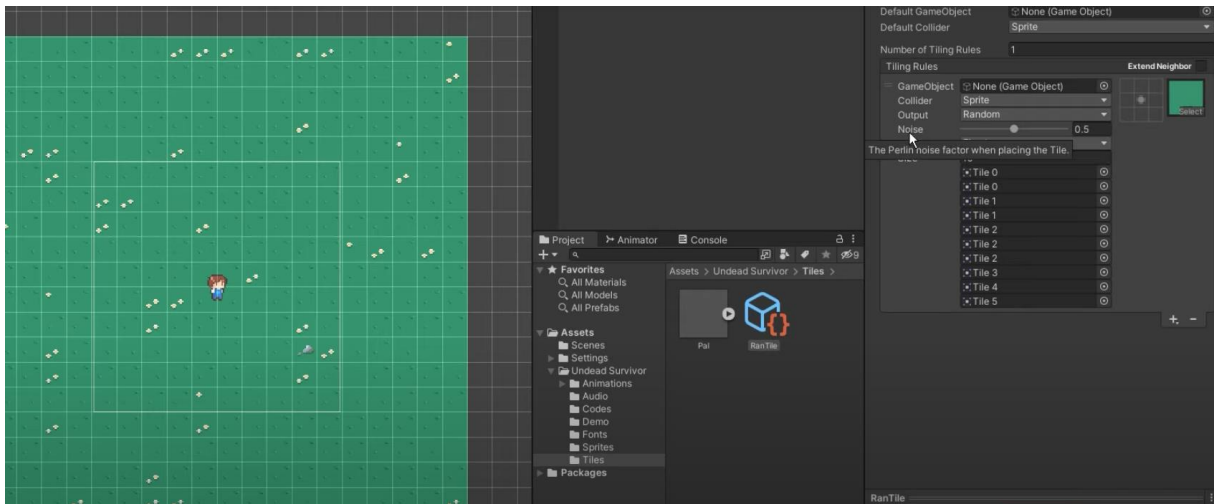 Default GameObject None (Game Object)
Default Collider Sprite
Number of Tiling Rules 1
Tiling Rules Extend Neighbor
GameObject None (Game Object)
Collider Sprite
Output Random
Select
Noise 0.5
The Perlin noise factor when placing the Tile.
Tile 0
Tile 0
Tile 1
Tile 1
Tile 2
Tile 2
Tile 2
Tile 3
Tile 4
Tile 5
+ -
Project Animator Console
9
Favorites
All Materials
All Models
All Prefabs
Assets
Scenes
Settings
Undead Survivor
Animations
Audio
Codes
Demo
Fonts
Sprites
Tiles
Packages
Assets > Undead Survivor > Tiles >
Pal RanTile
RanTile